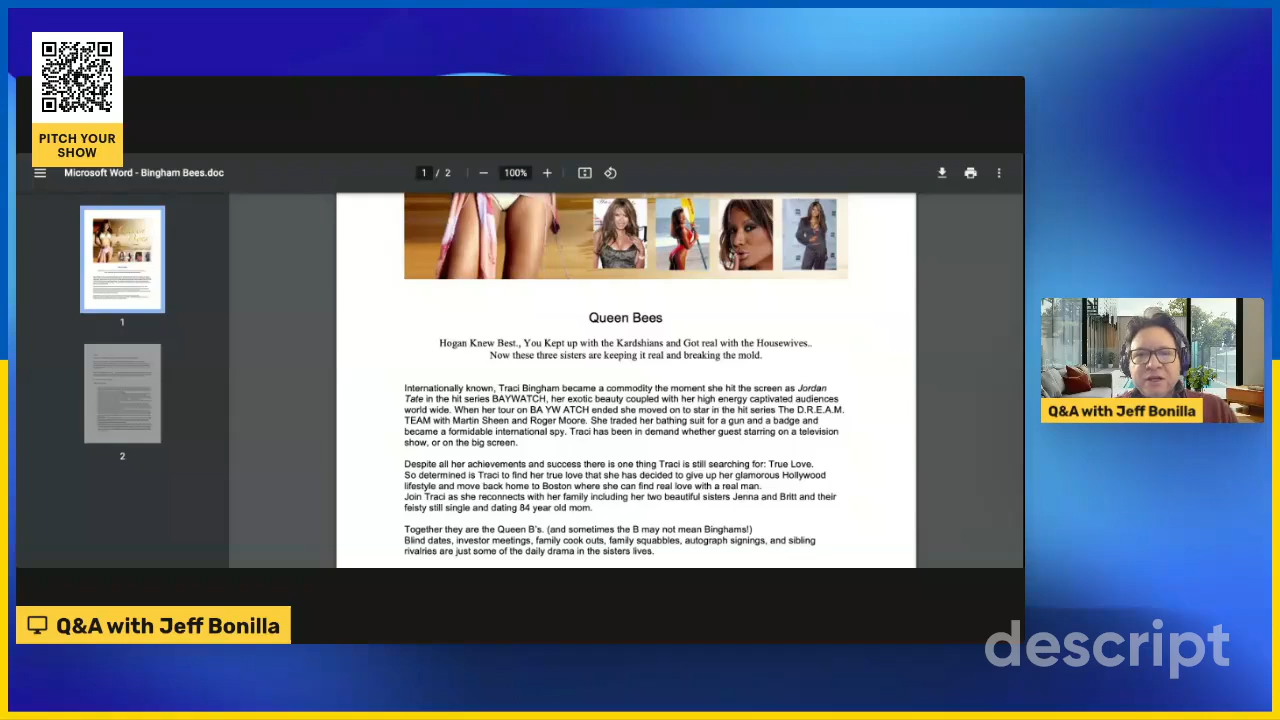 PITCH YOUR
SHOW
Microsoft Word - Bingham Bees.doc
1 / 2
100%
1
2
Queen Bees
Hogan Knew Best., You Kept up with the Kardshians and Got real with the Housewives..
Now these three sisters are keeping it real and breaking the mold.
Internationally known, Traci Bingham became a commodity the moment she hit the screen as Jordan
Tate in the hit series BAYWATCH, her exotic beauty coupled with her high energy captivated audiences
world wide. When her tour on BA YW ATCH ended she moved on to star in the hit series The D.R.E.A.M.
TEAM with Martin Sheen and Roger Moore. She traded her bathing suit for a gun and a badge and
became a formidable international spy. Traci has been in demand whether guest starring on a television
show, or on the big screen.
Despite all her achievements and success there is one thing Traci is still searching for: True Love.
So determined is Traci to find her true love that she has decided to give up her glamorous Hollywood
lifestyle and move back home to Boston where she can find real love with a real man.
Join Traci as she reconnects with her family including her two beautiful sisters Jenna and Britt and their
feisty still single and dating 84 year old mom.
Together they are the Queen B's. (and sometimes the B may not mean Binghams!)
Blind dates, investor meetings, family cook outs, family squabbles, autograph signings, and sibling
rivalries are just some of the daily drama in the sisters lives.
Q&A with Jeff Bonilla
Q&A with Jeff Bonilla
descript